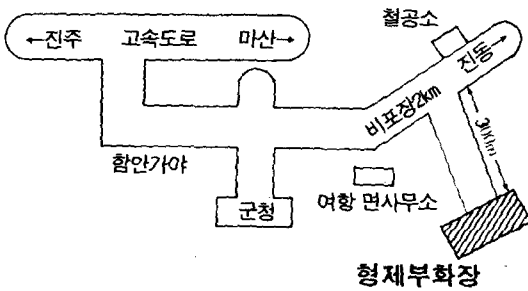 철공소
←진주 고속도로 마산→
진동→
비포장2km
300m
함안가야
군청
여항 면사무소
형제부화장